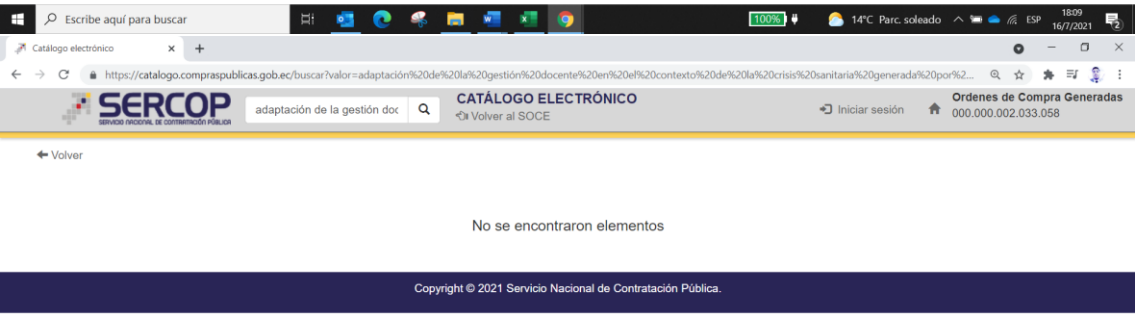 Escribe aquí para buscar
100%
14°C Parc. soleado
ESP
18:09
16/7/2021
2
Catálogo electrónico
https://catalogo.compraspublicas.gob.ec/buscar?valor=adaptación%20de%20la%20gestión%20docente%20en%20el%20contexto%20de%20la%20crisis%20sanitaria%20generada%20por%2...
SERCOP
SERVICIO NACIONAL DE CONTRATACIÓN PÚBLICA
adaptación de la gestión doc
CATÁLOGO ELECTRÓNICO
Volver al SOCE
Iniciar sesión
Ordenes de Compra Generadas
000.000.002.033.058
Volver
No se encontraron elementos
Copyright © 2021 Servicio Nacional de Contratación Pública.